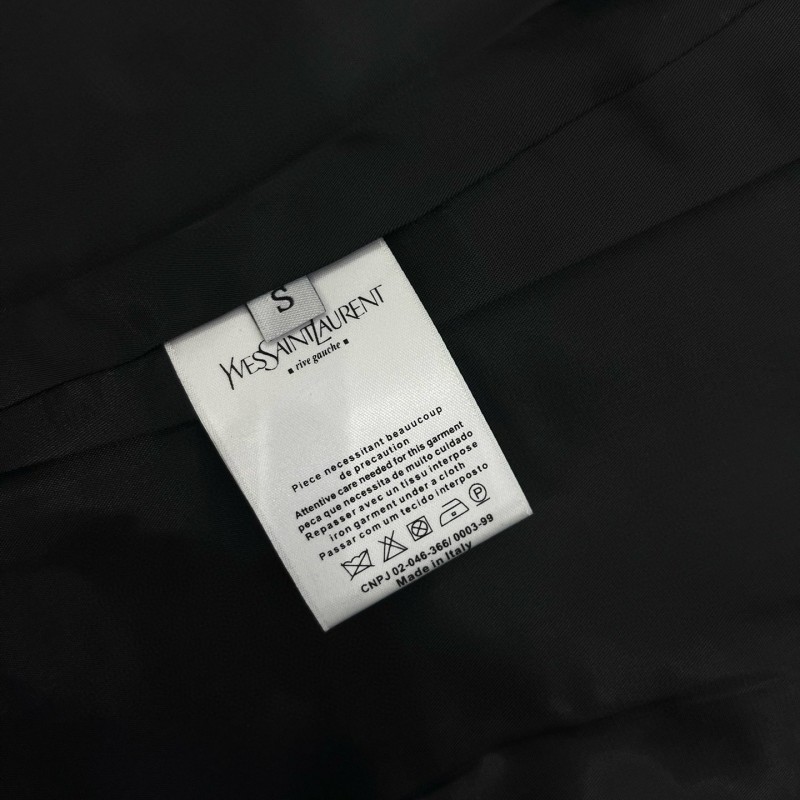 S
YVESSAINTLAURENT
rive gauche
Piece necessitant beauucoup
de precaution
Attentive care needed for this garment
peca que necessita de muito cuidado
Repasser avec un tissu interpose
iron garment under a cloth
Passar com um tecido interposto
P
CNPJ 02-046-366/ 0003-99
Made in Italy